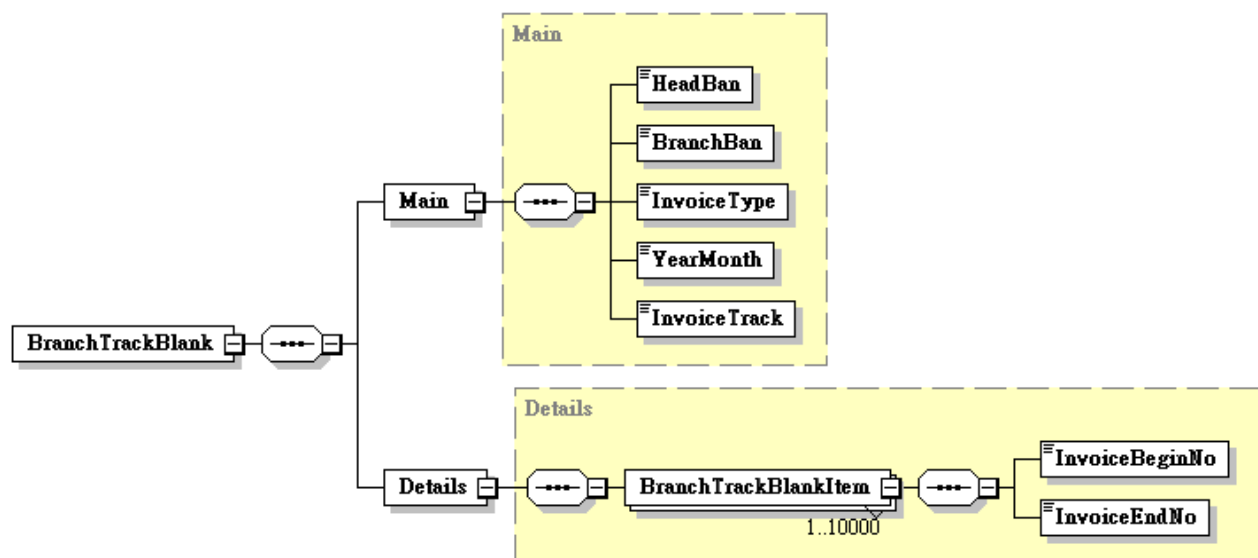 Main
HeadBan
BranchBan
Main
InvoiceType
YearMonth
InvoiceTrack
BranchTrackBlank
Details
Details
BranchTrackBlankItem
1..10000
InvoiceBeginNo
InvoiceEndNo